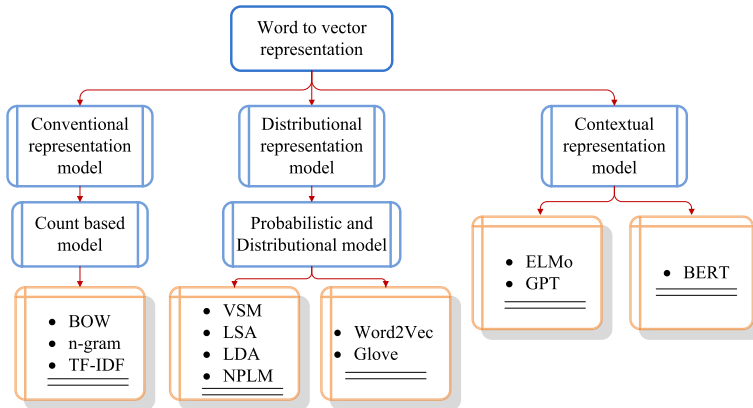 Word to vector
representation
Conventional
representation
model
Distributional
representation
model
Contextual
representation
model
Count based
model
Probabilistic and
Distributional model
• BOW
• n-gram
• TF-IDF
• VSM
• LSA
• LDA
• NPLM
• Word2Vec
• Glove
• ELMo
• GPT
• BERT